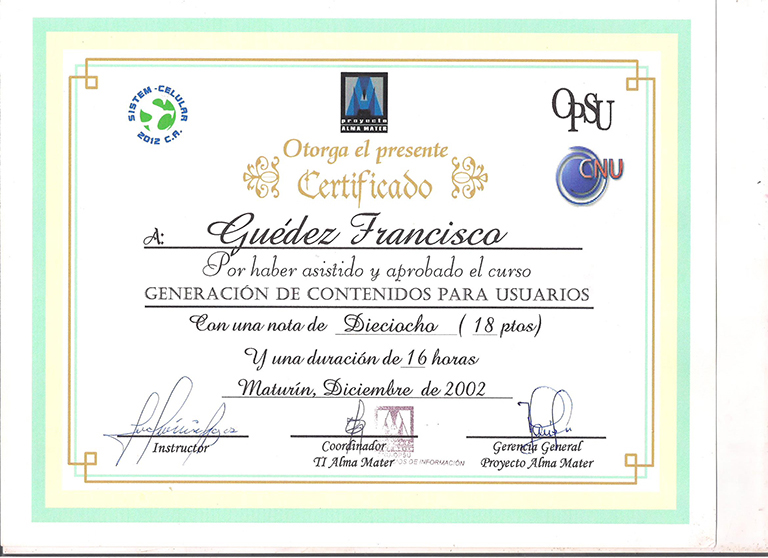 SISTEM-CELULAR
2012 C.A.
proyecto
ALMA MATER
OPSU
CNU
Otorga el presente
Certificado
A: Guédez Francisco
Por haber asistido y aprobado el curso
GENERACIÓN DE CONTENIDOS PARA USUARIOS
Con una nota de Dieciocho ( 18 ptos)
Y una duración de 16 horas
Maturín, Diciembre de 2002
Instructor
Coordinador
TI Alma Mater
OS DE INFORMACIÓN
Gerencia General
Proyecto Alma Mater